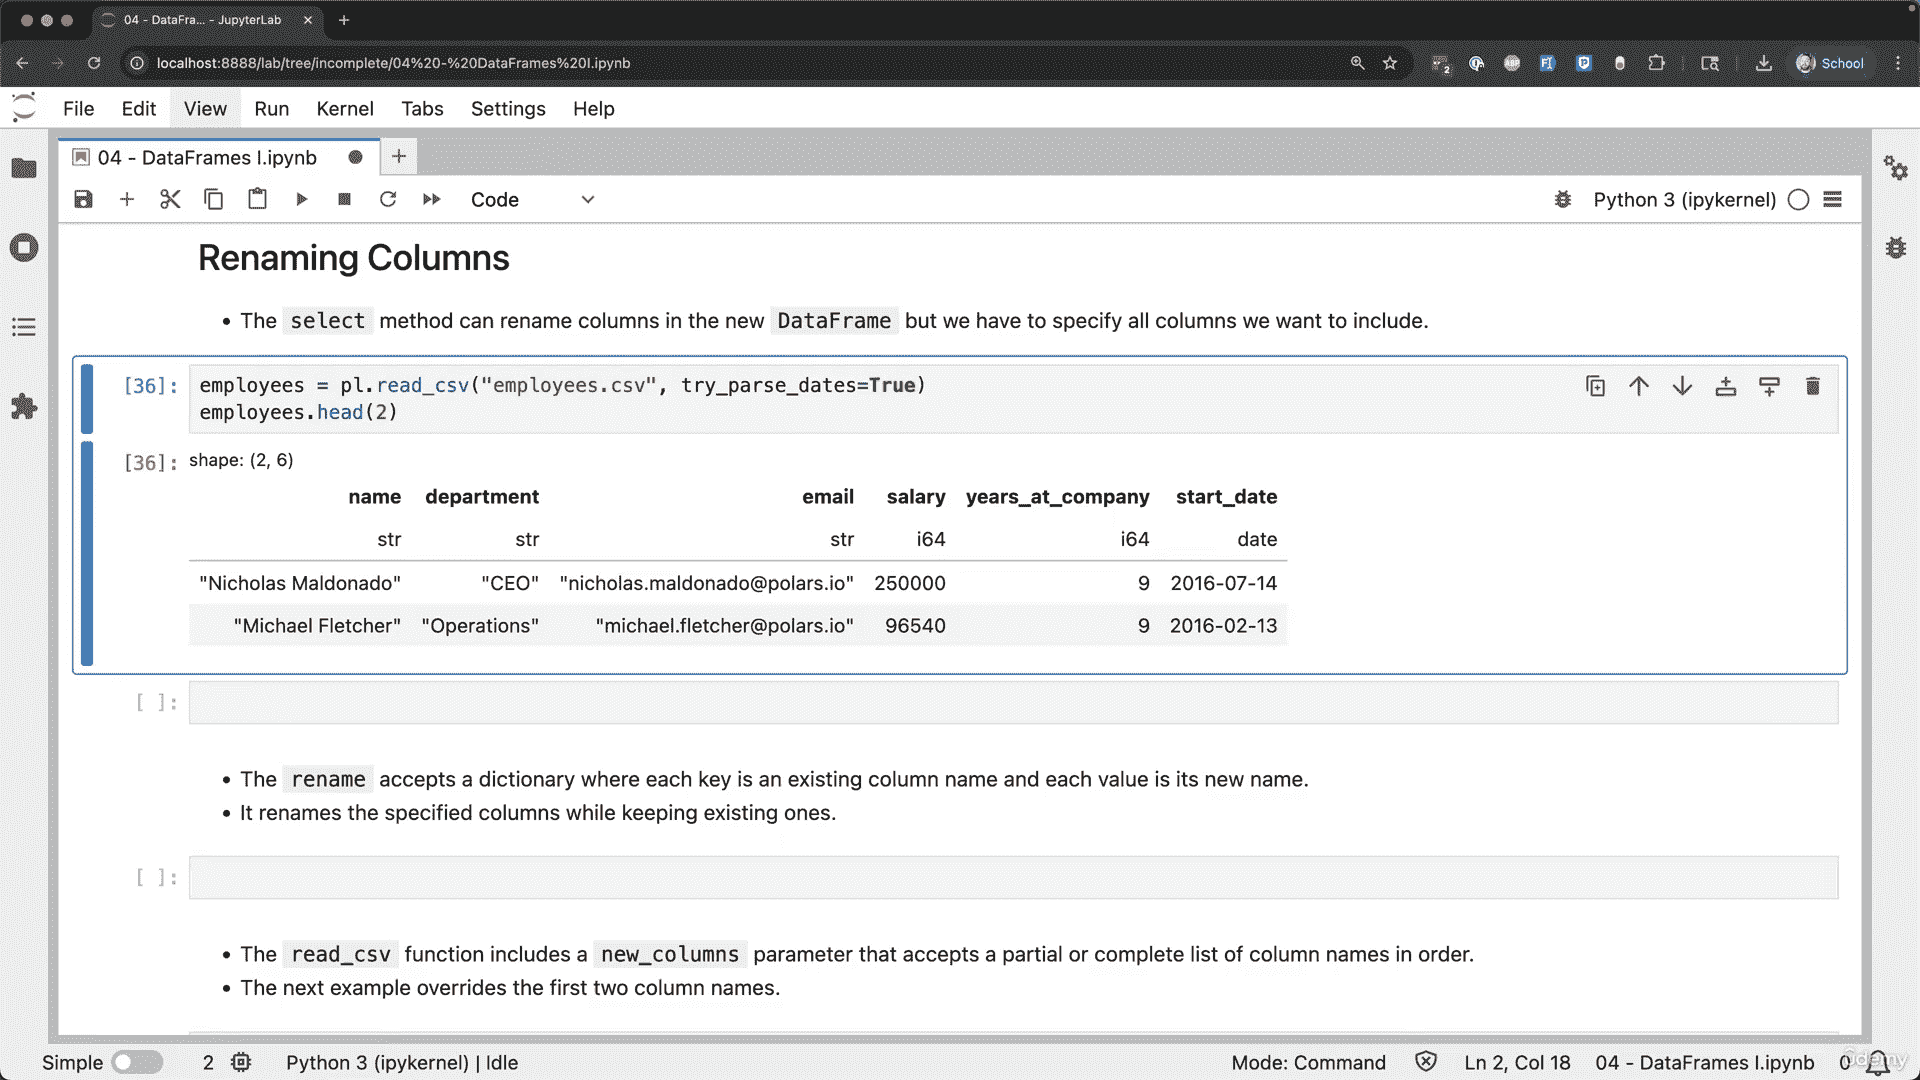 04 - DataFra... - JupyterLab
localhost:8888/lab/tree/incomplete/04%20-%20DataFrames%20I.ipynb
2
ABP
School
File Edit View Run Kernel Tabs Settings Help
04 - DataFrames I.ipynb
Code
Python 3 (ipykernel)
Renaming Columns
• The select method can rename columns in the new DataFrame but we have to specify all columns we want to include.
[36]: employees = pl.read_csv("employees.csv", try_parse_dates=True)
employees.head(2)
[36]: shape: (2, 6)
name department email salary years_at_company start_date
str str str i64 i64 date
"Nicholas Maldonado" "CEO" "nicholas.maldonado@polars.io" 250000 9 2016-07-14
"Michael Fletcher" "Operations" "michael.fletcher@polars.io" 96540 9 2016-02-13
[ ]:
• The rename accepts a dictionary where each key is an existing column name and each value is its new name.
• It renames the specified columns while keeping existing ones.
[ ]:
• The read_csv function includes a new_columns parameter that accepts a partial or complete list of column names in order.
• The next example overrides the first two column names.
Simple 2 Python 3 (ipykernel) | Idle Mode: Command Ln 2, Col 18 04 - DataFrames I.ipynb 0
Udemy